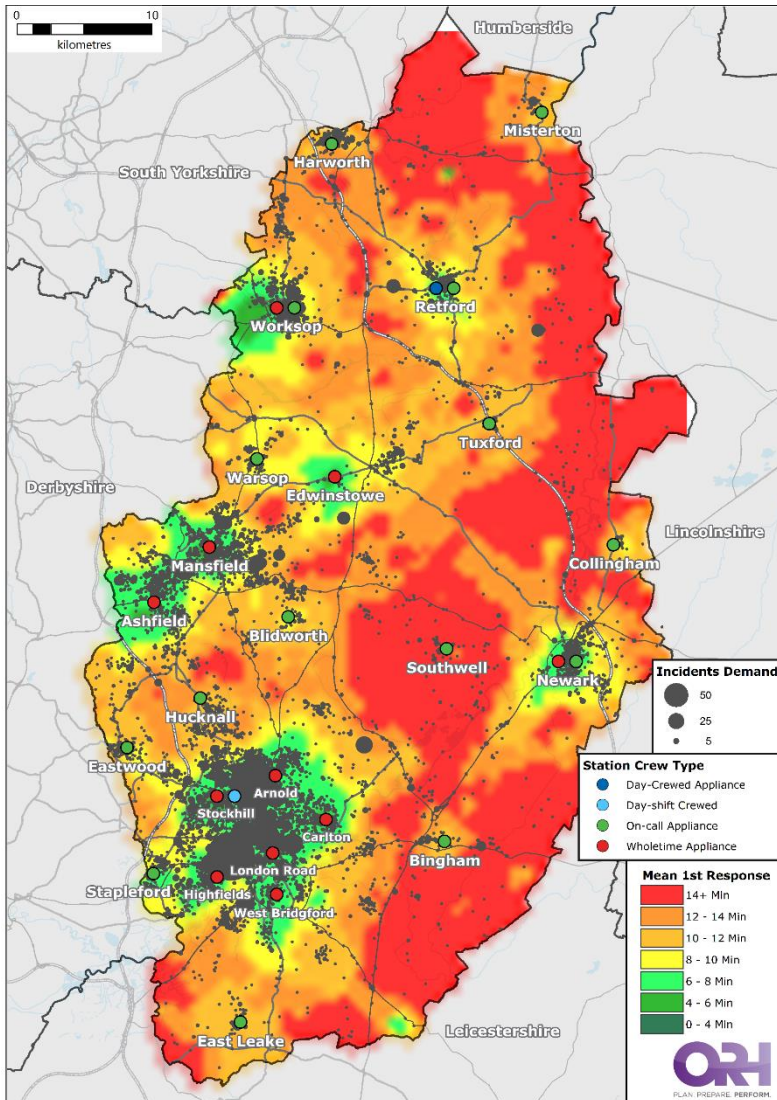 0 10
kilometres
Humberside
Misterton
Harworth
South Yorkshire
Retford
Worksop
Tuxford
Warsop
Edwinstowe
Derbyshire
Lincolnshire
Collingham
Mansfield
Ashfield
Blidworth
Southwell
Newark
Hucknall
Eastwood
Arnold
Stockhill
Carlton
Bingham
London Road
Stapleford
Highfields
West Bridgford
East Leake
Leicestershire
Incidents Demand
50
25
5
Station Crew Type
Day-Crewed Appliance
Day-shift Crewed
On-call Appliance
Wholetime Appliance
Mean 1st Response
14+ Min
12 - 14 Min
10 - 12 Min
8 - 10 Min
6 - 8 Min
4 - 6 Min
0 - 4 Min
ORH
PLAN. PREPARE. PERFORM.